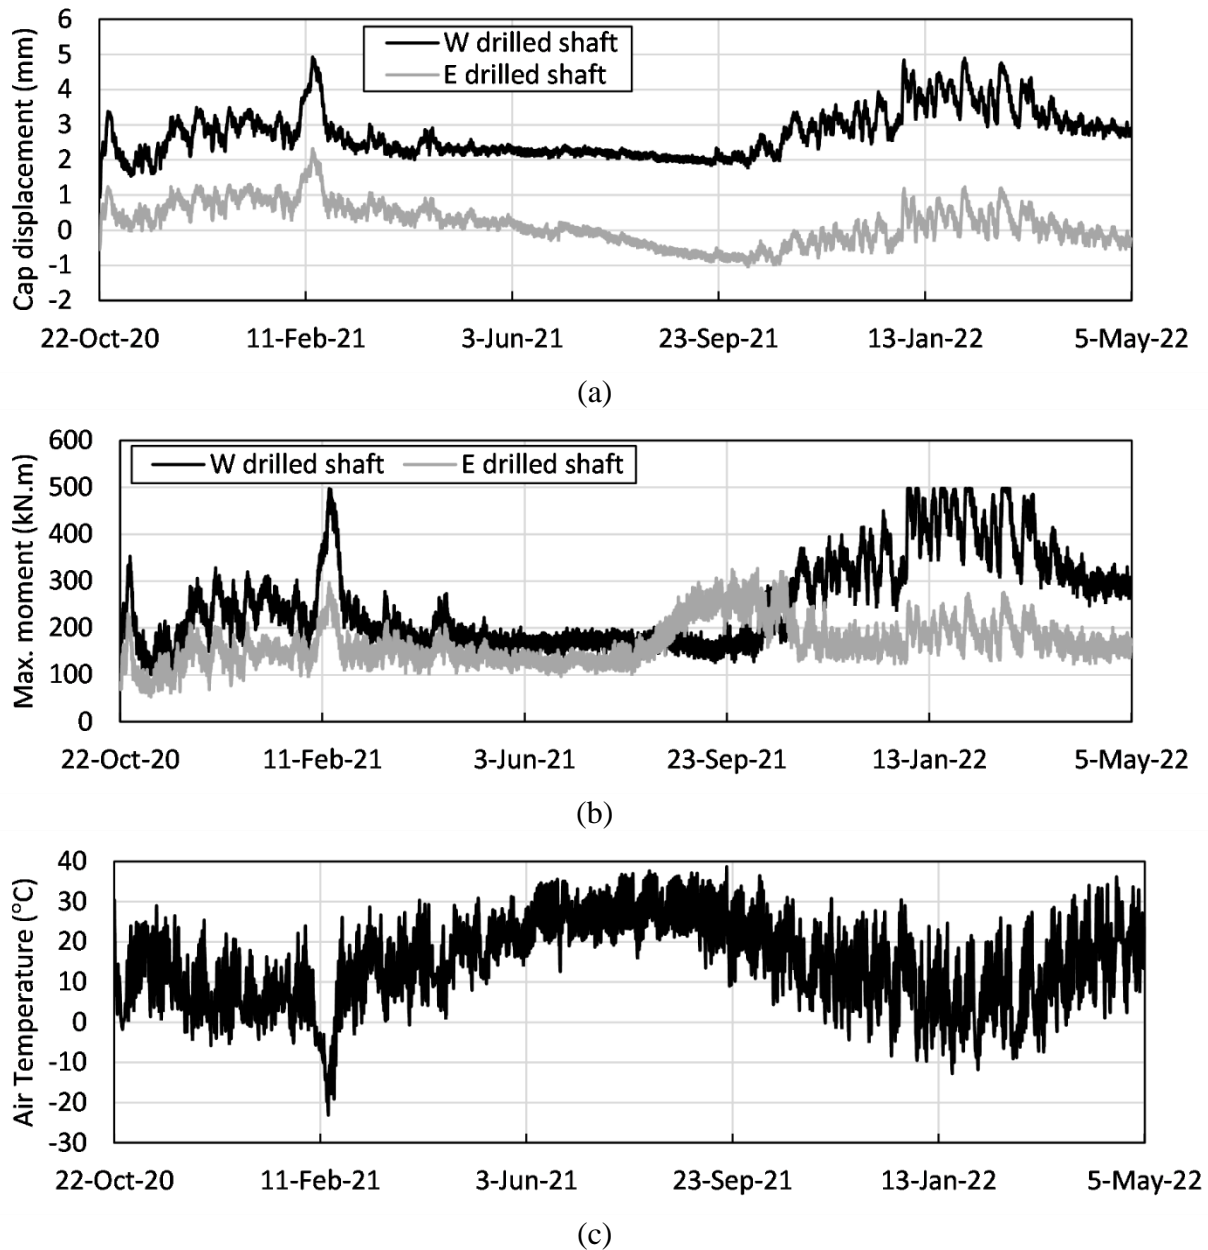 6
5
4
3
2
1
0
-1
-2
Cap displacement (mm)
W drilled shaft
E drilled shaft
22-Oct-20 11-Feb-21 3-Jun-21 23-Sep-21 13-Jan-22 5-May-22
(a)
600
500
400
300
200
100
0
Max. moment (kN.m)
W drilled shaft E drilled shaft
22-Oct-20 11-Feb-21 3-Jun-21 23-Sep-21 13-Jan-22 5-May-22
(b)
40
30
20
10
0
-10
-20
-30
Air Temperature (°C)
22-Oct-20 11-Feb-21 3-Jun-21 23-Sep-21 13-Jan-22 5-May-22
(c)